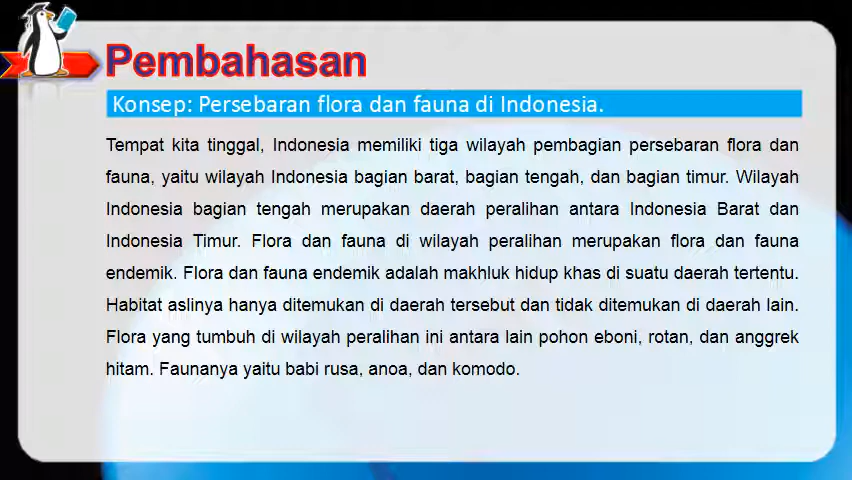 Pembahasan
Konsep: Persebaran flora dan fauna di Indonesia.
Tempat kita tinggal, Indonesia memiliki tiga wilayah pembagian persebaran flora dan
fauna, yaitu wilayah Indonesia bagian barat, bagian tengah, dan bagian timur. Wilayah
Indonesia bagian tengah merupakan daerah peralihan antara Indonesia Barat dan
Indonesia Timur. Flora dan fauna di wilayah peralihan merupakan flora dan fauna
endemik. Flora dan fauna endemik adalah makhluk hidup khas di suatu daerah tertentu.
Habitat aslinya hanya ditemukan di daerah tersebut dan tidak ditemukan di daerah lain.
Flora yang tumbuh di wilayah peralihan ini antara lain pohon eboni, rotan, dan anggrek
hitam. Faunanya yaitu babi rusa, anoa, dan komodo.